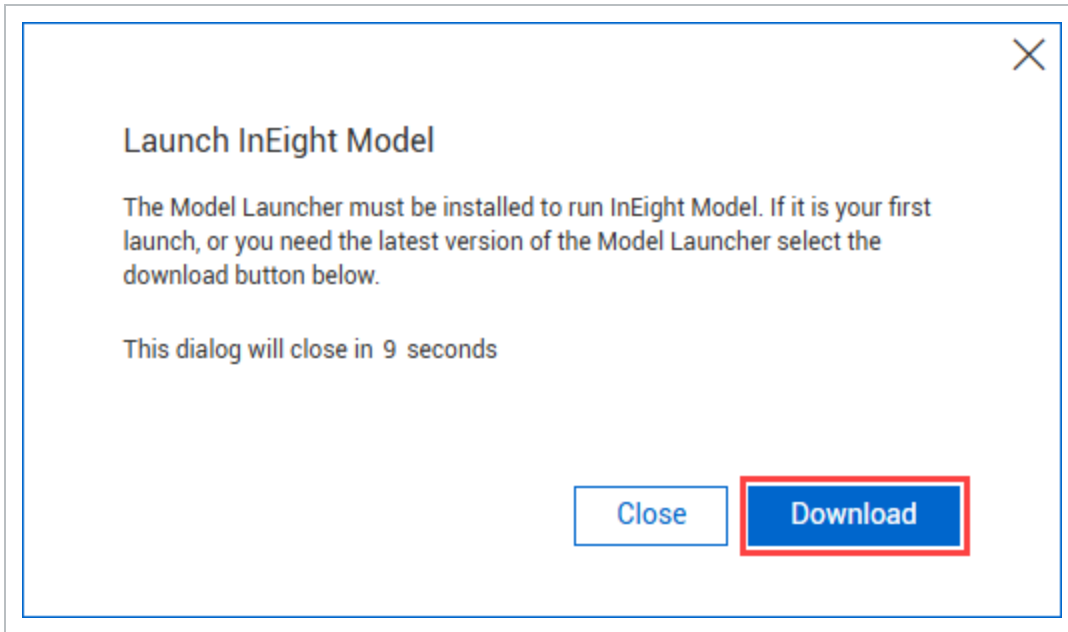 Launch InEight Model
The Model Launcher must be installed to run InEight Model. If it is your first
launch, or you need the latest version of the Model Launcher select the
download button below.
This dialog will close in 9 seconds
Close Download